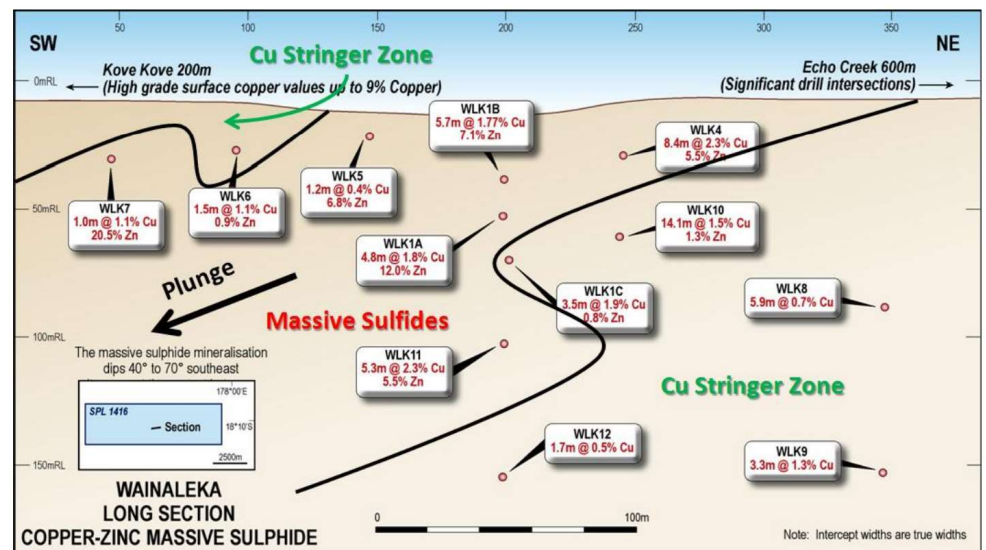 50
100
150
200
250
300
350
SW
Cu Stringer Zone
NE
0mRL
Kove Kove 200m
(High grade surface copper values up to 9% Copper)
Echo Creek 600m
(Significant drill intersections)
WLK1B
5.7m @ 1.77% Cu
7.1% Zn
WLK4
8.4m @ 2.3% Cu
5.5% Zn
WLK5
1.2m @ 0.4% Cu
6.8% Zn
WLK6
1.5m @ 1.1% Cu
0.9% Zn
WLK7
1.0m @ 1.1% Cu
20.5% Zn
50mRL
WLK10
14.1m @ 1.5% Cu
1.3% Zn
WLK1A
4.8m @ 1.8% Cu
12.0% Zn
Plunge
WLK1C
3.5m @ 1.9% Cu
0.8% Zn
WLK8
5.9m @ 0.7% Cu
Massive Sulfides
100mRL
WLK11
5.3m @ 2.3% Cu
5.5% Zn
The massive sulphide mineralisation
dips 40° to 70° southeast
Cu Stringer Zone
178°00'E
SPL 1416
Section
18°10'S
2500m
WLK12
1.7m @ 0.5% Cu
WLK9
3.3m @ 1.3% Cu
150mRL
WAINALEKA
LONG SECTION
COPPER-ZINC MASSIVE SULPHIDE
0
100m
Note: Intercept widths are true widths